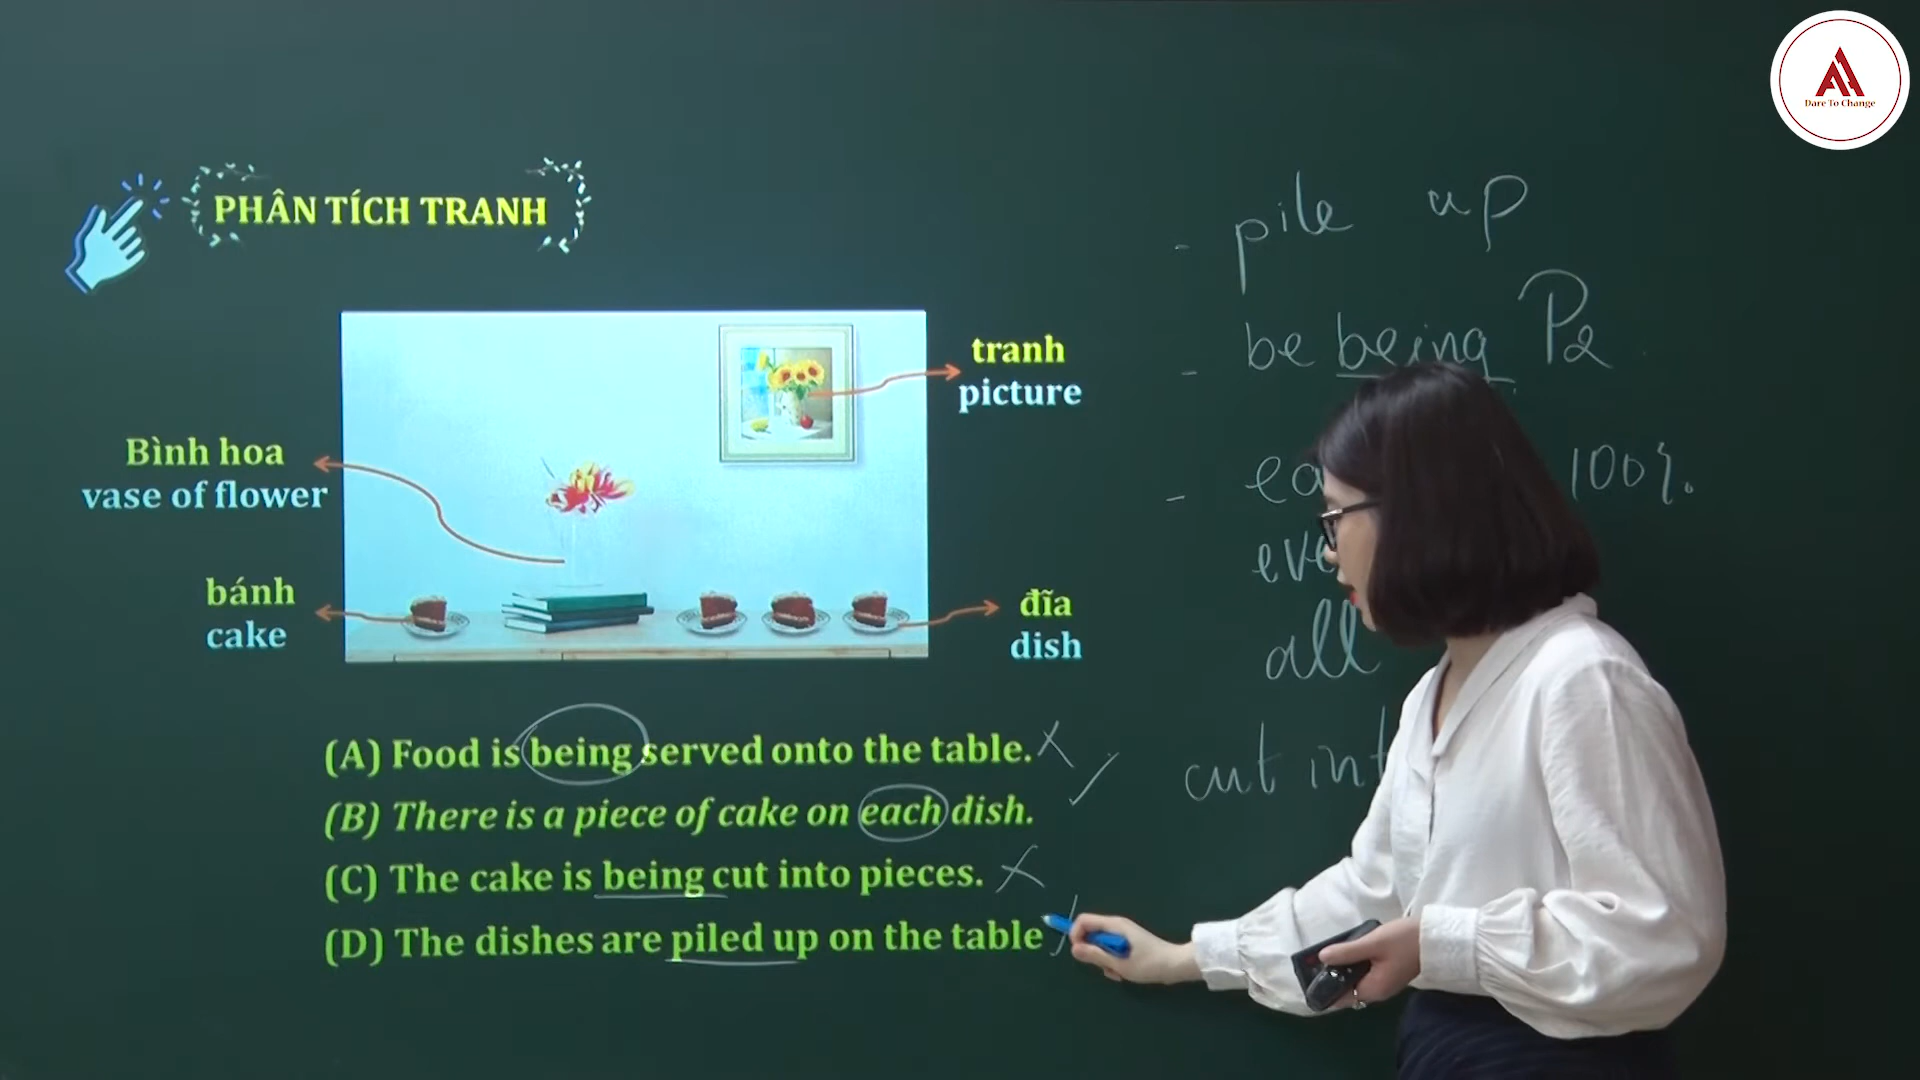 Dare To Change
PHÂN TÍCH TRANH
tranh
picture
Bình hoa
vase of flower
bánh
cake
đĩa
dish
(A) Food is being served onto the table.
(B) There is a piece of cake on each dish.
(C) The cake is being cut into pieces.
(D) The dishes are piled up on the table
- pile up
- be being P2
- 100%
all
cut